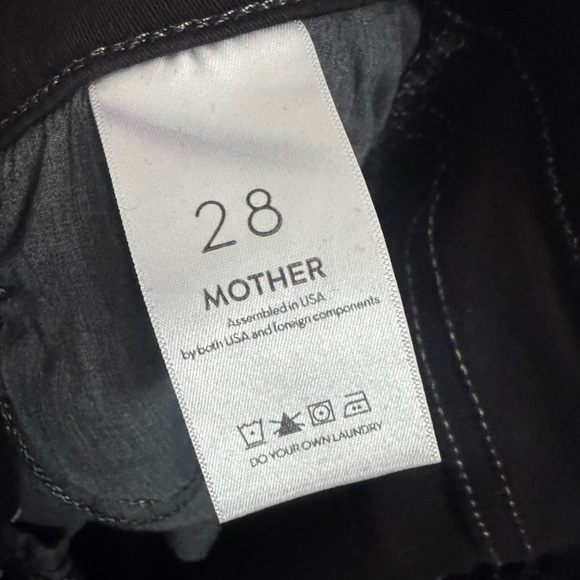 28
MOTHER
Assembled in USA
by both USA and foreign components
DO YOUR OWN LAUNDRY